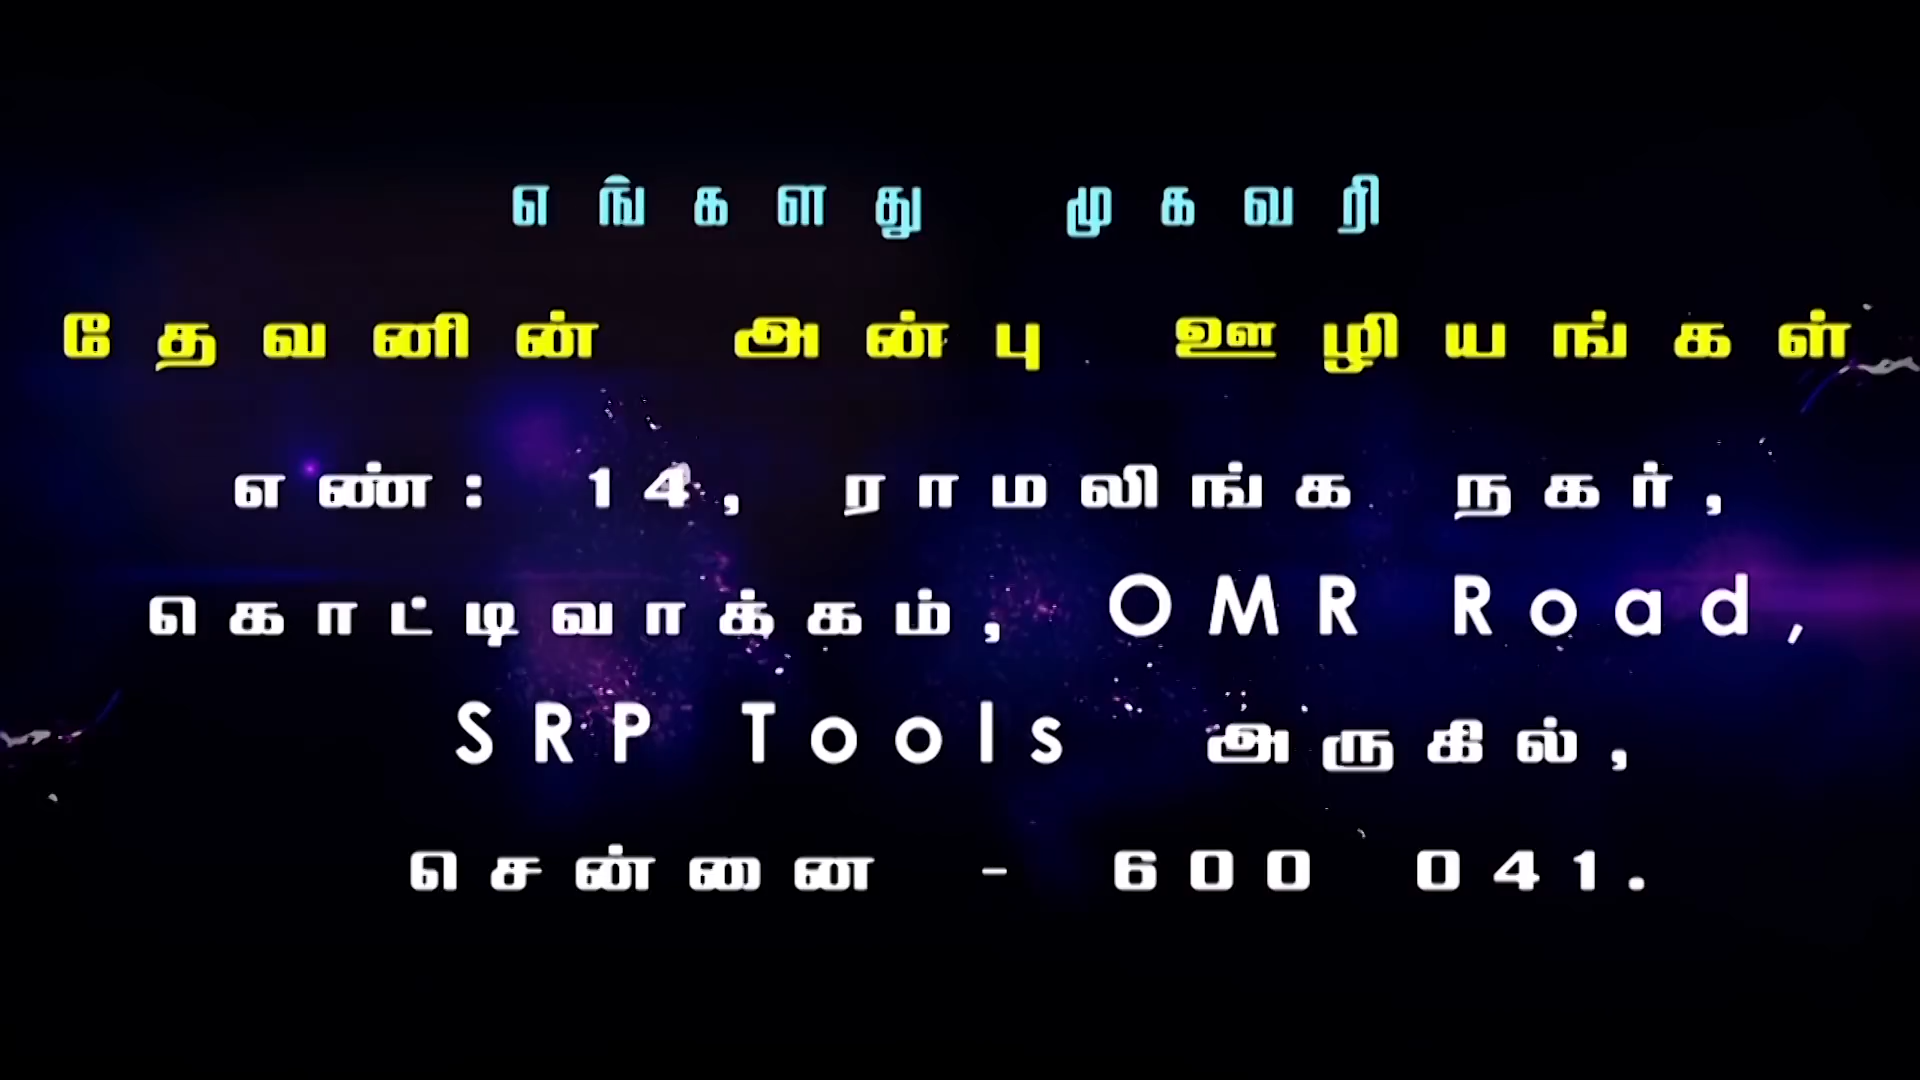 எங்களது முகவரி
தேவனின் அன்பு ஊழியங்கள்
எண்: 14, ராமலிங்க நகர்,
கொட்டிவாக்கம், OMR Road,
SRP Tools அருகில்,
சென்னை - 600 041.